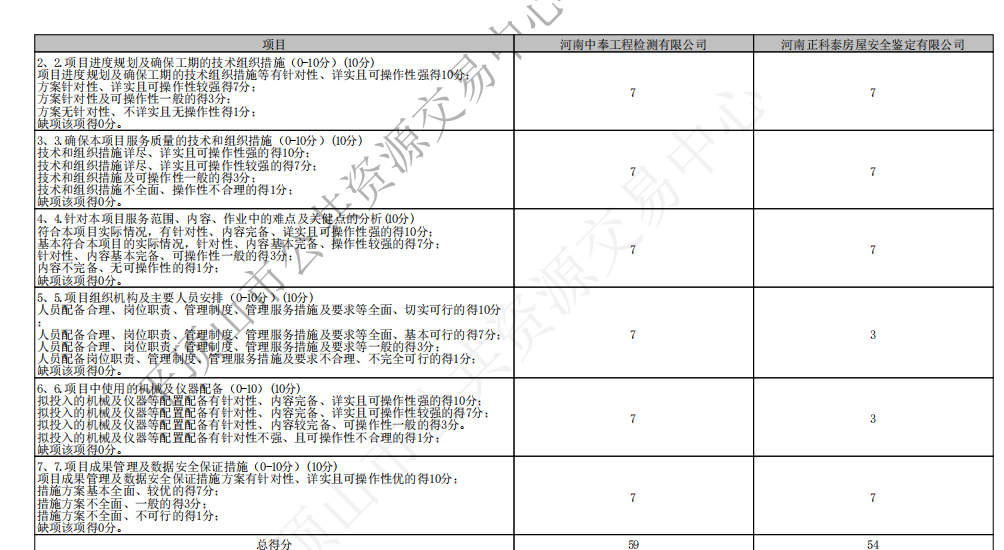 项目 河南中奉工程检测有限公司 河南正科泰房屋安全鉴定有限公司
2、2.项目进度规划及确保工期的技术组织措施（0-10分）(10分)
项目进度规划及确保工期的技术组织措施等有针对性、详实且可操作性强得10分；
方案针对性、详实且可操作性较强得7分；
方案针对性及可操作性一般的得3分；
方案无针对性、不详实且无操作性得1分；
缺项该项得0分。
7 7
3、3.确保本项目服务质量的技术和组织措施（0-10分）(10分)
技术和组织措施详尽、详实且可操作性强的得10分；
技术和组织措施详尽、详实且可操作性较强的得7分；
技术和组织措施及可操作性一般的得3分；
技术和组织措施不全面、操作性不合理的得1分；
缺项该项得0分。
7 7
4、4.针对本项目服务范围、内容、作业中的难点及关健点的分析(10分)
符合本项目实际情况，有针对性、内容完备、详实且可操作性强的得10分；
基本符合本项目的实际情况，针对性、内容基本完备、操作性较强的得7分；
针对性、内容基本完备、可操作性一般的得3分；
内容不完备、无可操作性的得1分；
缺项该项得0分。
7 7
5、5.项目组织机构及主要人员安排（0-10分）(10分)
人员配备合理、岗位职责、管理制度、管理服务措施及要求等全面、切实可行的得10分
；
人员配备合理、岗位职责、管理制度、管理服务措施及要求等全面、基本可行的得7分；
人员配备合理、岗位职责、管理制度、管理服务措施及要求等一般的得3分；
人员配备岗位职责、管理制度、管理服务措施及要求不合理、不完全可行的得1分；
缺项该项得0分。
7 3
6、6.项目中使用的机械及仪器配备（0-10）(10分)
拟投入的机械及仪器等配置配备有针对性、内容完备、详实且可操作性强的得10分；
拟投入的机械及仪器等配置配备有针对性、内容完备、详实且可操作性较强的得7分；
拟投入的机械及仪器等配置配备有针对性、内容较完备、可操作性一般的得3分。
拟投入的机械及仪器等配置配备有针对性不强、且可操作性不合理的得1分；
缺项该项得0分。
7 3
7、7.项目成果管理及数据安全保证措施（0-10分）(10分)
项目成果管理及数据安全保证措施方案有针对性、详实且可操作性优的得10分；
措施方案基本全面、较优的得7分；
措施方案不全面、一般的得3分；
措施方案不全面、不可行的得1分；
缺项该项得0分。
7 7
总得分 59 54
平顶山市公共资源交易中心
顶山市公共资源交易中心